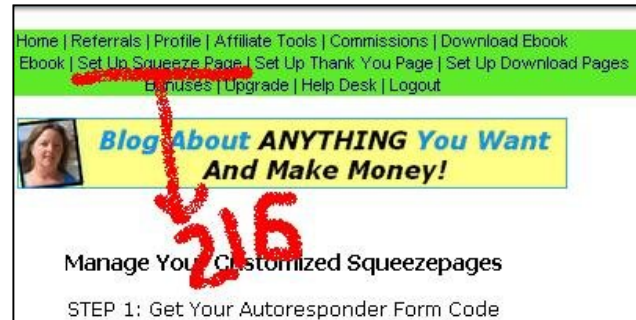 Home | Referrals | Profile | Affiliate Tools | Commissions | Download Ebook
Ebook | Set Up Squeeze Page | Set Up Thank You Page | Set Up Download Pages
Bonuses | Upgrade | Help Desk | Logout
Blog About ANYTHING You Want
And Make Money!
216
Manage Your Customized Squeezepages
STEP 1: Get Your Autoresponder Form Code